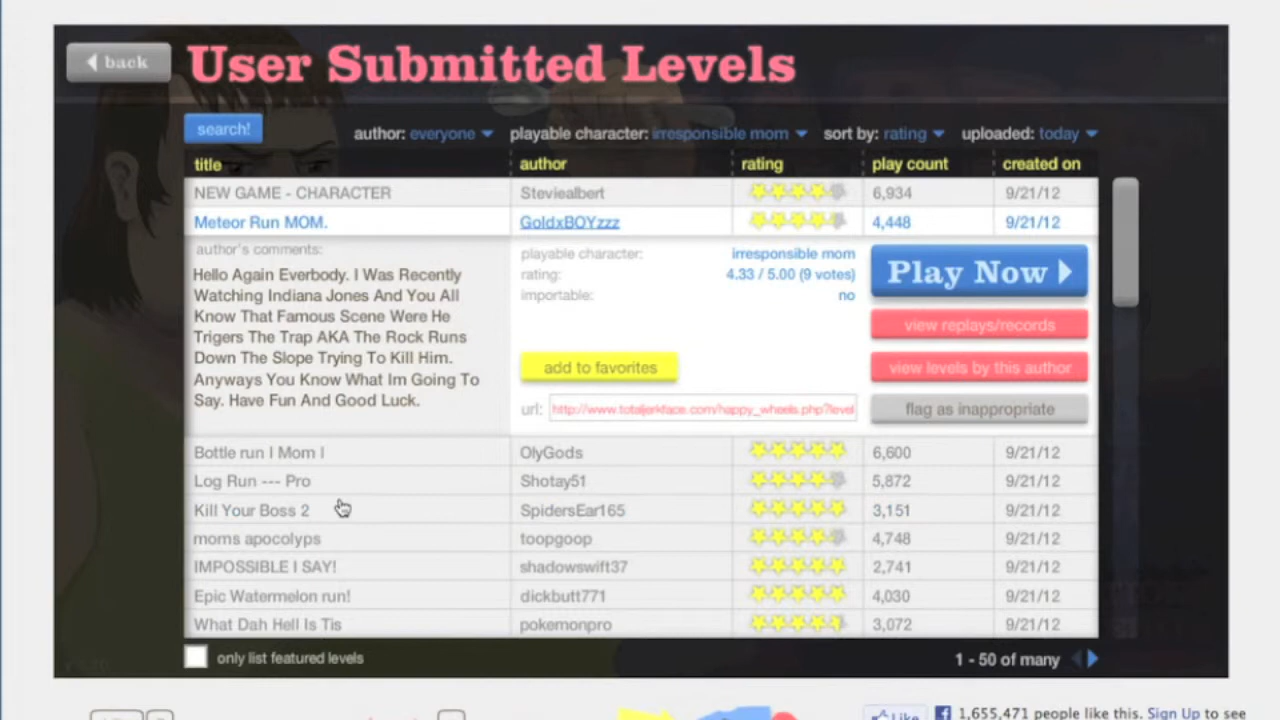 back
User Submitted Levels
search!
author: everyone
playable character: irresponsible mom
sort by: rating
uploaded: today
title author rating play count created on
NEW GAME - CHARACTER Steviealbert 6,934 9/21/12
Meteor Run MOM. GoldxBOYzzz 4,448 9/21/12
author's comments:
Hello Again Everbody. I Was Recently
Watching Indiana Jones And You All
Know That Famous Scene Were He
Trigers The Trap AKA The Rock Runs
Down The Slope Trying To Kill Him.
Anyways You Know What Im Going To
Say. Have Fun And Good Luck.
playable character: irresponsible mom
rating: 4.33 / 5.00 (9 votes)
importable: no
add to favorites
url: http://www.totaljerkface.com/happy_wheels.php?level
Play Now
view replays/records
view levels by this author
flag as inappropriate
Bottle run I Mom I OlyGods 6,600 9/21/12
Log Run --- Pro Shotay51 5,872 9/21/12
Kill Your Boss 2 SpidersEar165 3,151 9/21/12
moms apocolyps toopgoop 4,748 9/21/12
IMPOSSIBLE I SAY! shadowswift37 2,741 9/21/12
Epic Watermelon run! dickbutt771 4,030 9/21/12
What Dah Hell Is Tis pokemonpro 3,072 9/21/12
only list featured levels
1 - 50 of many
Like
1,655,471 people like this. Sign Up to see